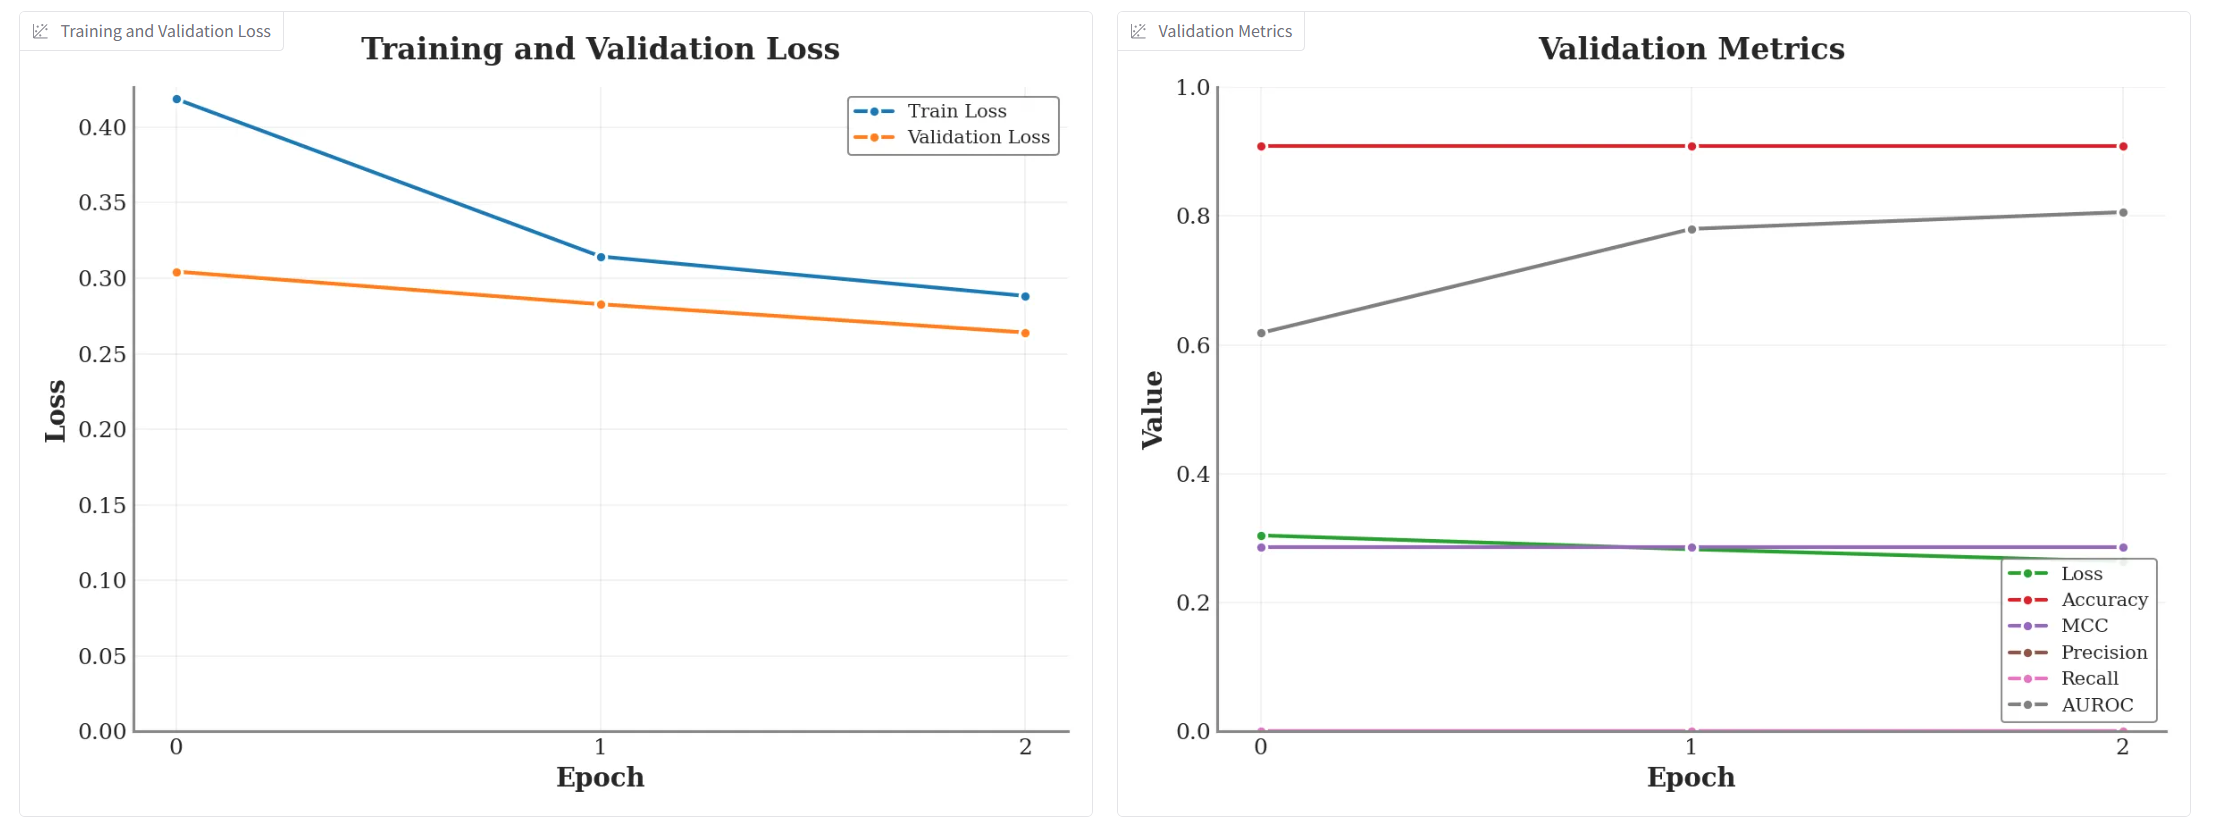 Training and Validation Loss
Training and Validation Loss
Train Loss
Validation Loss
0.40
0.35
0.30
0.25
0.20
0.15
0.10
0.05
0.00
Loss
0
1
2
Epoch
Validation Metrics
Validation Metrics
1.0
0.8
0.6
0.4
0.2
0.0
Value
Loss
Accuracy
MCC
Precision
Recall
AUROC
0
1
2
Epoch